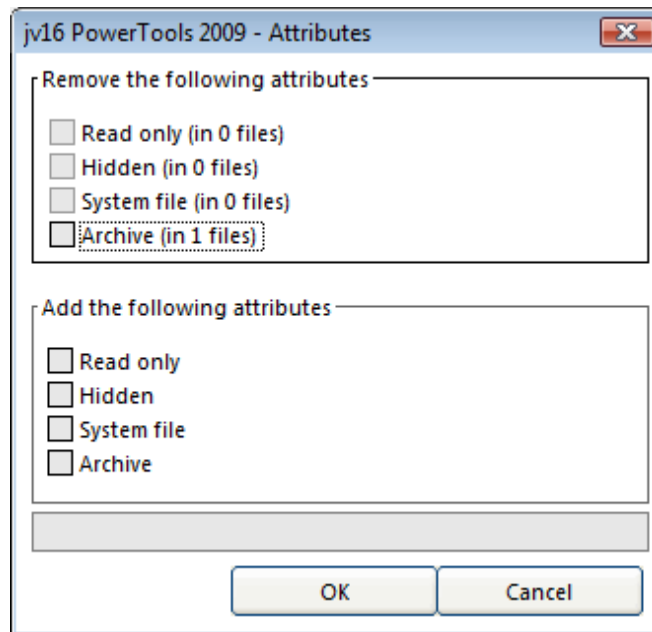 jv16 PowerTools 2009 - Attributes
Remove the following attributes
Read only (in 0 files)
Hidden (in 0 files)
System file (in 0 files)
Archive (in 1 files)
Add the following attributes
Read only
Hidden
System file
Archive
OK Cancel